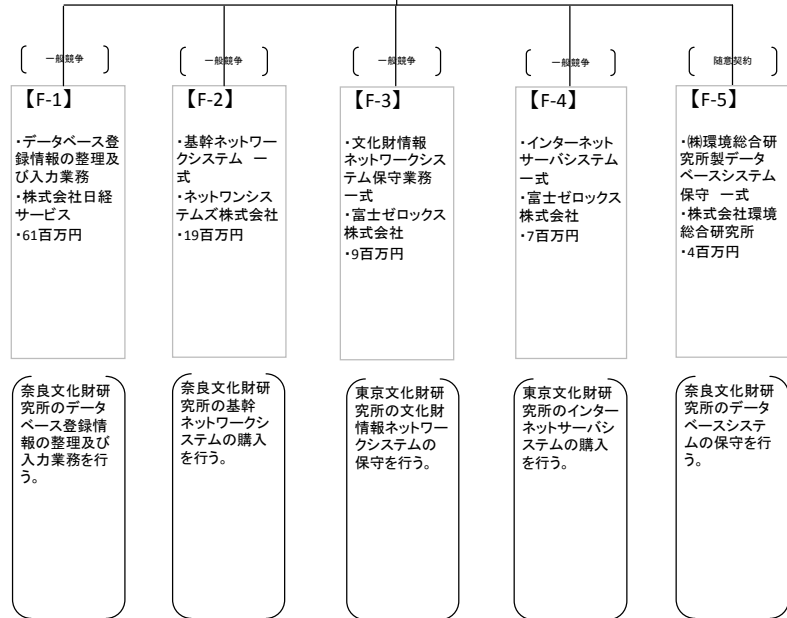 一般競争
一般競争
一般競争
一般競争
随意契約
【F-1】
・データベース登
録情報の整理及
び入力業務
・株式会社日経
サービス
・61百万円
【F-2】
・基幹ネットワー
クシステム 一
式
・ネットワンシス
テムズ株式会社
・19百万円
【F-3】
・文化財情報
ネットワークシス
テム保守業務
一式
・富士ゼロックス
株式会社
・9百万円
【F-4】
・インターネット
サーバシステム
一式
・富士ゼロックス
株式会社
・7百万円
【F-5】
・㈱環境総合研
究所製データ
ベースシステム
保守 一式
・株式会社環境
総合研究所
・4百万円
奈良文化財研
究所のデータ
ベース登録情
報の整理及び
入力業務を行
う。
奈良文化財研
究所の基幹
ネットワークシ
ステムの購入
を行う。
東京文化財研
究所の文化財
情報ネットワー
クシステムの
保守を行う。
東京文化財研
究所のインター
ネットサーバシ
ステムの購入
を行う。
奈良文化財研
究所のデータ
ベースシステ
ムの保守を行
う。